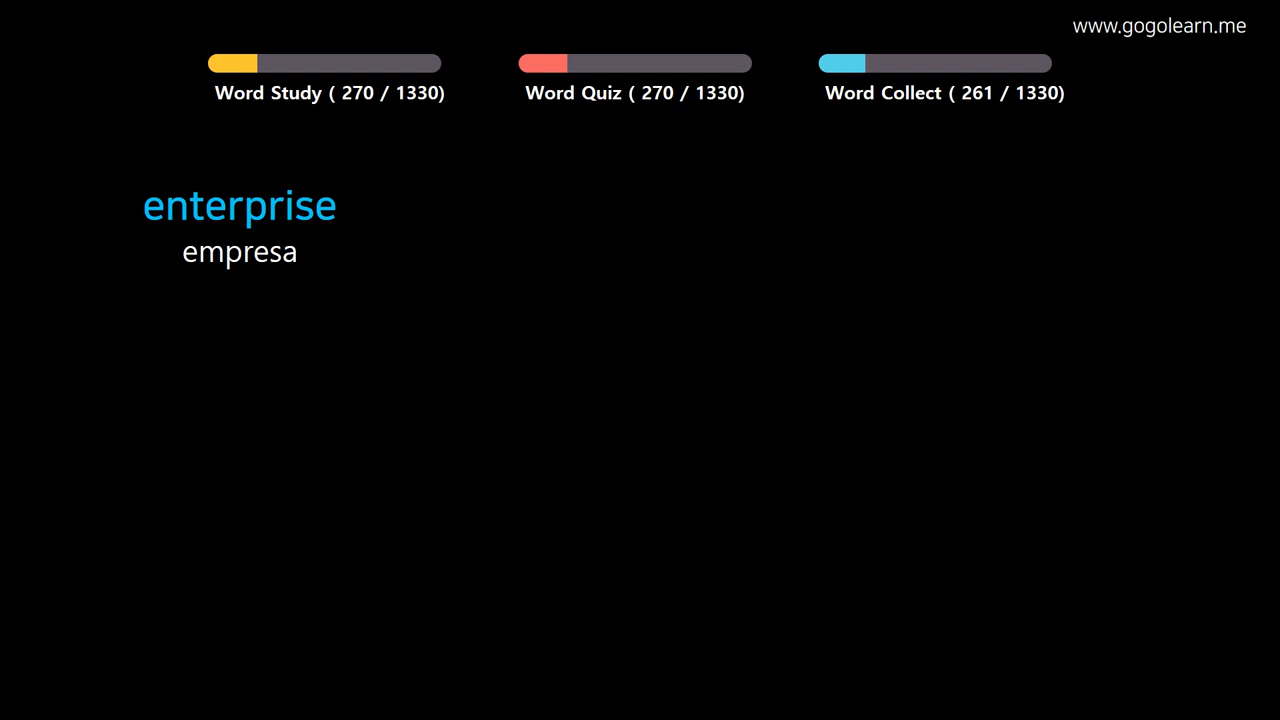 www.gogolearn.me
Word Study ( 270 / 1330)
Word Quiz ( 270 / 1330)
Word Collect ( 261 / 1330)
enterprise
empresa